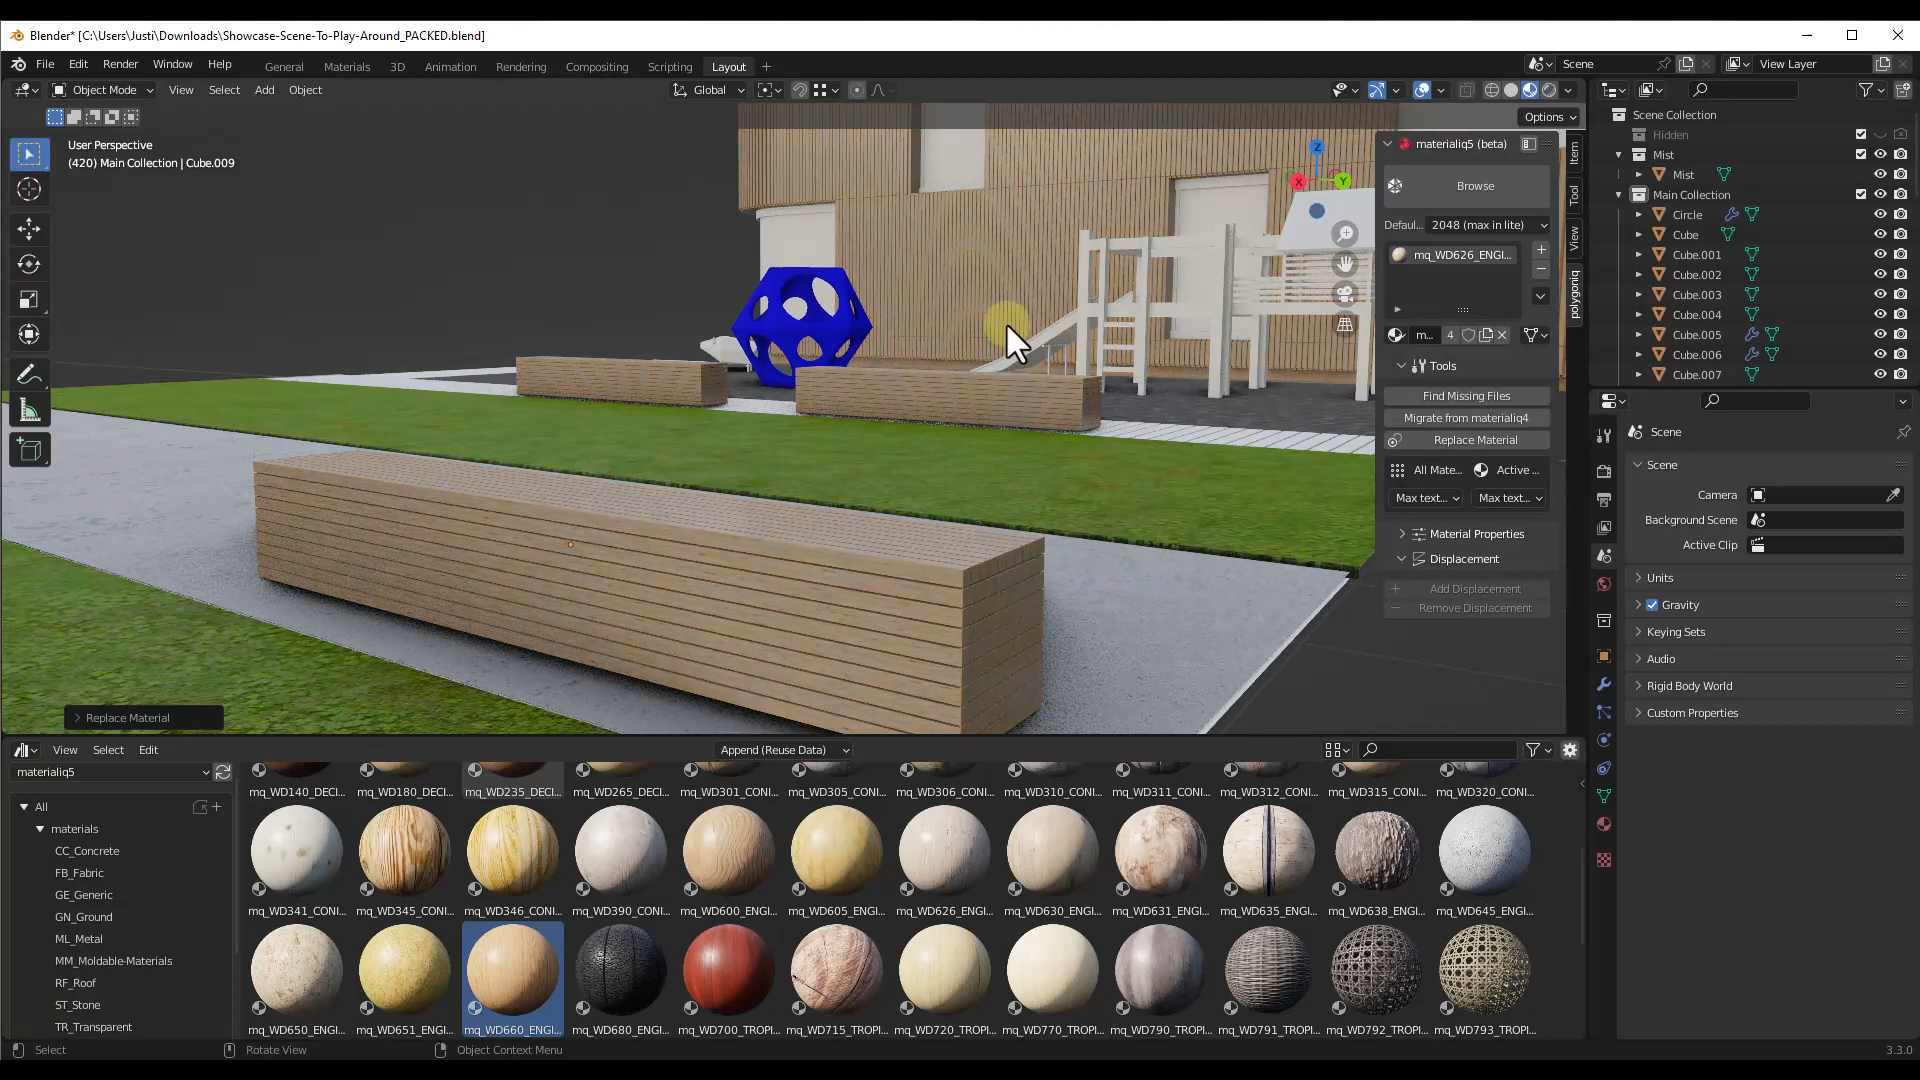 Blender* [C:\Users\Justi\Downloads\Showcase-Scene-To-Play-Around_PACKED.blend]
File Edit Render Window Help General Materials 3D Animation Rendering Compositing Scripting Layout + Scene View Layer
Object Mode View Select Add Object Global
Options
User Perspective
(420) Main Collection | Cube.009
materialiq5 (beta)
Browse
Defaul... 2048 (max in lite)
mq_WD626_ENGI...
m... 4
Tools
Find Missing Files
Migrate from materialiq4
Replace Material
All Mate... Active ...
Max text... Max text...
Material Properties
Displacement
Add Displacement
Remove Displacement
Item
Tool
View
polygoniq
Z
X Y
Replace Material
Scene Collection
Hidden
Mist
Mist
Main Collection
Circle
Cube
Cube.001
Cube.002
Cube.003
Cube.004
Cube.005
Cube.006
Cube.007
Scene
Scene
Camera
Background Scene
Active Clip
Units
Gravity
Keying Sets
Audio
Rigid Body World
Custom Properties
View Select Edit Append (Reuse Data)
materialiq5
All
materials
CC_Concrete
FB_Fabric
GE_Generic
GN_Ground
ML_Metal
MM_Moldable-Materials
RF_Roof
ST_Stone
TR_Transparent
mq_WD140_DECI... mq_WD180_DECI... mq_WD235_DECI... mq_WD265_DECI... mq_WD301_CONI... mq_WD305_CONI... mq_WD306_CONI... mq_WD310_CONI... mq_WD311_CONI... mq_WD312_CONI... mq_WD315_CONI... mq_WD320_CONI...
mq_WD341_CONI... mq_WD345_CONI... mq_WD346_CONI... mq_WD390_CONI... mq_WD600_ENGI... mq_WD605_ENGI... mq_WD626_ENGI... mq_WD630_ENGI... mq_WD631_ENGI... mq_WD635_ENGI... mq_WD638_ENGI... mq_WD645_ENGI...
mq_WD650_ENGI... mq_WD651_ENGI... mq_WD660_ENGI... mq_WD680_ENGI... mq_WD700_TROPI... mq_WD715_TROPI... mq_WD720_TROPI... mq_WD770_TROPI... mq_WD790_TROPI... mq_WD791_TROPI... mq_WD792_TROPI... mq_WD793_TROPI...
Select Rotate View Object Context Menu 3.3.0